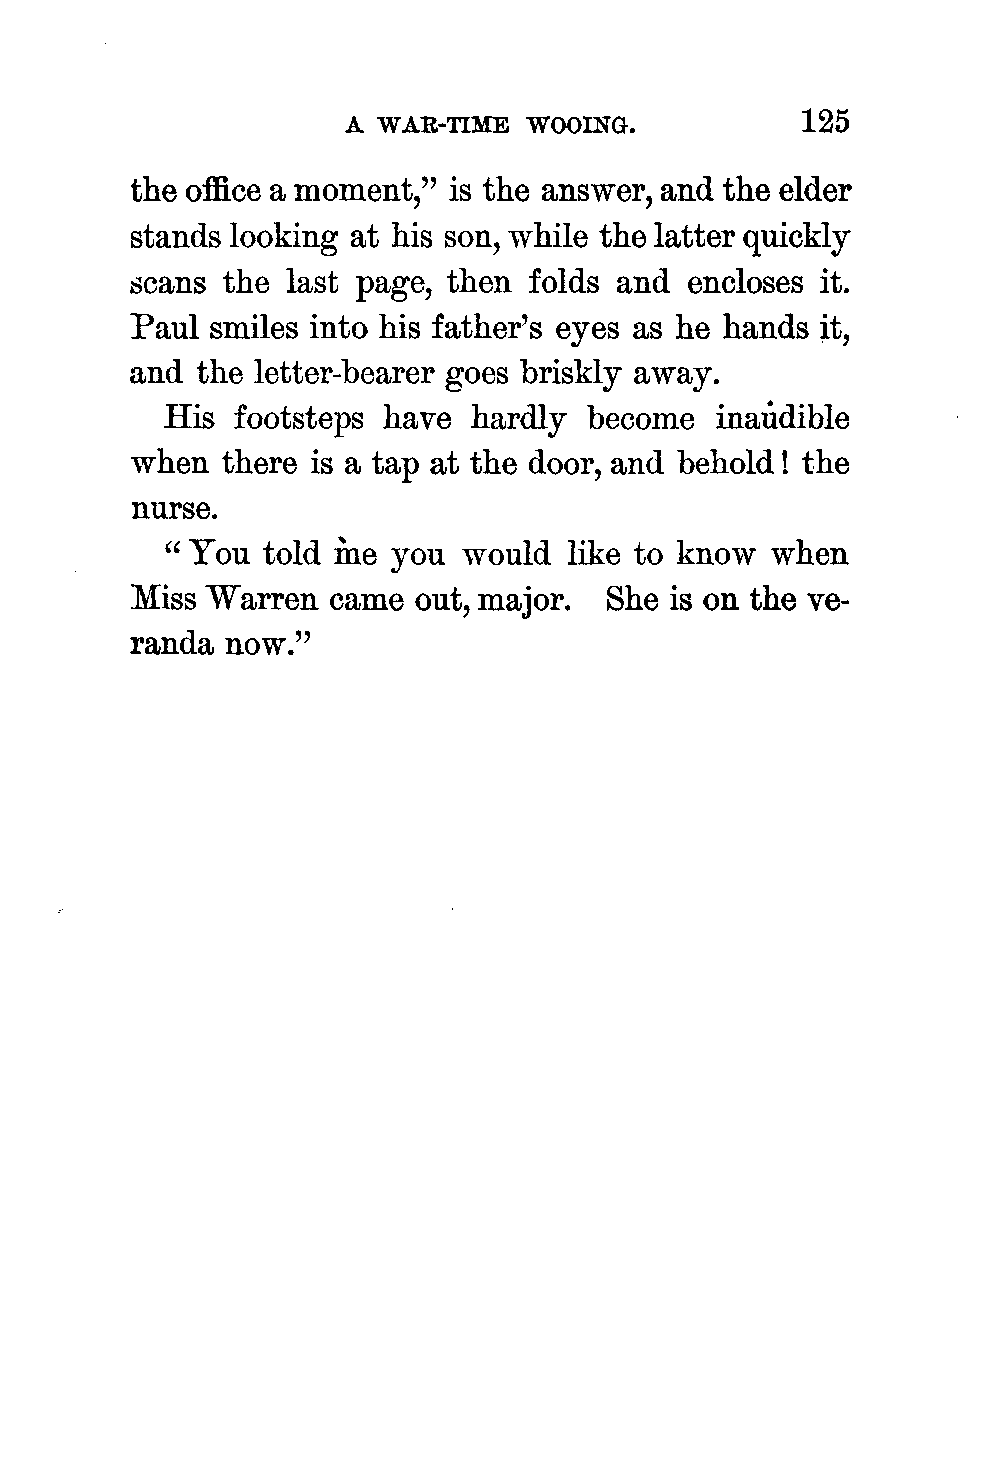 A WAR-TIME WOOING. 125
the office a moment,” is the answer, and the elder
stands looking at his son, while the latter quickly
scans the last page, then folds and encloses it.
Paul smiles into his father’s eyes as he hands it,
and the letter-bearer goes briskly away.
His footsteps have hardly become inaudible
when there is a tap at the door, and behold! the
nurse.
“You told me you would like to know when
Miss Warren came out, major. She is on the ve-
randa now.”